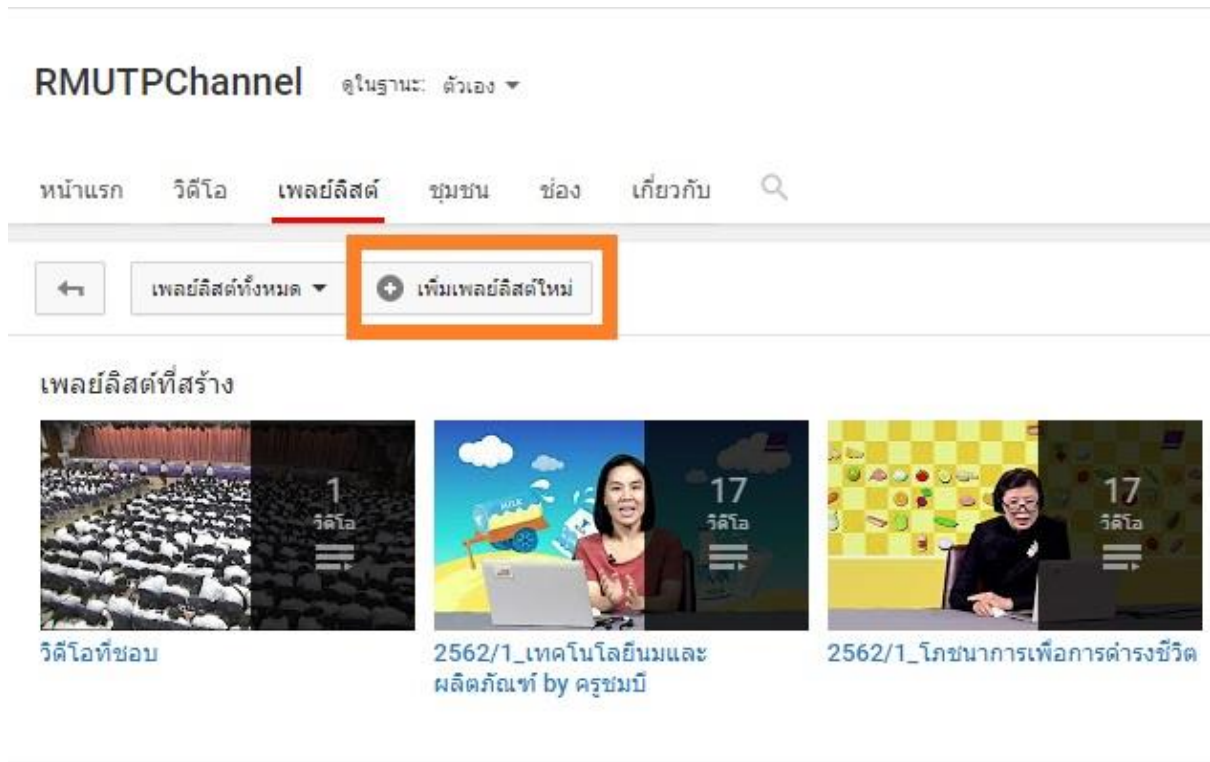 RMUTPChannel ดูในฐานะ: ตัวเอง
หน้าแรก วิดีโอ เพลย์ลิสต์ ชุมชน ช่อง เกี่ยวกับ
เพลย์ลิสต์ทั้งหมด เพิ่มเพลย์ลิสต์ใหม่
เพลย์ลิสต์ที่สร้าง
1
วิดีโอ
17
วิดีโอ
17
วิดีโอ
วิดีโอที่ชอบ
2562/1_เทคโนโลยีนมและ
ผลิตภัณฑ์ by ครูชมบี
2562/1_โภชนาการเพื่อการดำรงชีวิต